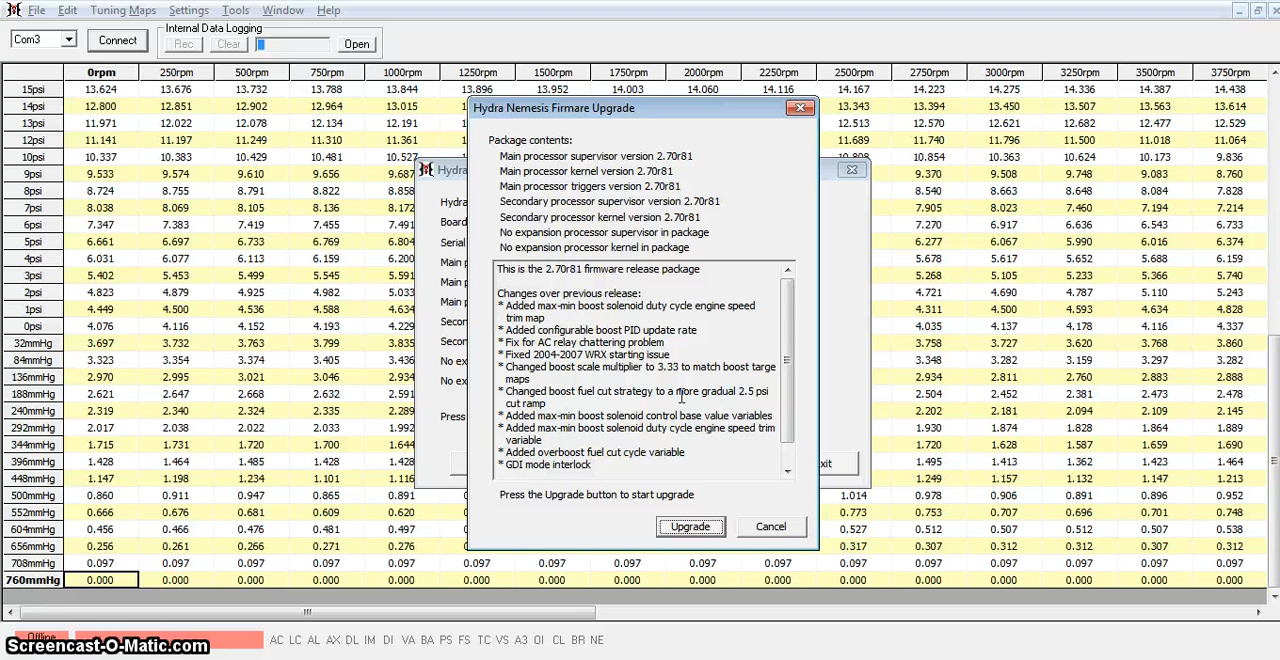 File Edit Tuning Maps Settings Tools Window Help
Com3 Connect Internal Data Logging
Rec Clear Open
0rpm 250rpm 500rpm 750rpm 1000rpm 1250rpm 1500rpm 1750rpm 2000rpm 2250rpm 2500rpm 2750rpm 3000rpm 3250rpm 3500rpm 3750rpm
15psi 13.624 13.676 13.732 13.788 13.844 13.896 13.952 14.003 14.060 14.116 14.167 14.223 14.275 14.336 14.387 14.438
14psi 12.800 12.851 12.902 12.964 13.015 13.343 13.394 13.450 13.507 13.563 13.614
13psi 11.971 12.022 12.078 12.134 12.191 12.513 12.570 12.621 12.682 12.477 12.529
12psi 11.141 11.197 11.249 11.310 11.361 11.689 11.740 11.796 11.500 11.018 11.064
10psi 10.337 10.383 10.429 10.481 10.527 10.808 10.854 10.363 10.624 10.173 9.836
9psi 9.533 9.574 9.610 9.656 9.687 9.370 9.508 9.748 9.083 8.760
8psi 8.724 8.755 8.791 8.822 8.858 8.540 8.663 8.548 8.084 7.828
7psi 8.038 8.069 8.105 8.136 8.172 7.905 8.023 7.460 7.194 7.214
6psi 7.347 7.383 7.419 7.455 7.491 7.270 6.917 6.636 6.543 6.733
5psi 6.661 6.697 6.733 6.769 6.804 6.277 6.067 5.990 6.016 6.318
4psi 6.031 6.077 6.113 6.159 6.200 5.678 5.617 5.652 5.688 6.159
3psi 5.402 5.453 5.499 5.545 5.591 5.268 5.105 5.233 5.366 5.740
2psi 4.823 4.879 4.925 4.982 5.033 4.721 4.690 4.787 5.110 5.243
1psi 4.449 4.500 4.536 4.588 4.634 4.311 4.500 4.593 4.634 4.828
0psi 4.076 4.116 4.152 4.193 4.229 4.035 4.137 4.178 4.116 4.337
32mmHg 3.697 3.732 3.763 3.799 3.835 3.758 3.727 3.620 3.768 3.860
84mmHg 3.323 3.354 3.374 3.405 3.436 3.348 3.282 3.159 3.297 3.282
136mmHg 2.970 2.995 3.021 3.046 3.053 2.934 2.883 2.760 2.883 2.888
188mmHg 2.621 2.647 2.668 2.632 2.591 2.504 2.452 2.381 2.473 2.508
240mmHg 2.319 2.340 2.314 2.335 2.289 2.202 2.181 2.094 2.109 2.145
292mmHg 2.017 2.038 2.022 2.033 1.992 1.930 1.874 1.828 1.864 1.807
344mmHg 1.715 1.731 1.720 1.700 1.644 1.720 1.628 1.587 1.659 1.690
396mmHg 1.428 1.464 1.485 1.428 1.398 1.495 1.413 1.362 1.408 1.464
448mmHg 1.147 1.198 1.234 1.101 1.116 1.249 1.157 1.132 1.147 1.213
500mmHg 0.860 0.911 0.947 0.865 0.891 1.014 0.978 0.906 0.891 0.896 0.952
552mmHg 0.666 0.676 0.681 0.609 0.620 0.773 0.753 0.707 0.696 0.701 0.748
604mmHg 0.456 0.466 0.476 0.481 0.497 0.527 0.512 0.507 0.512 0.507 0.538
656mmHg 0.256 0.261 0.266 0.271 0.276 0.317 0.307 0.312 0.307 0.307 0.312
708mmHg 0.097 0.097 0.097 0.097 0.097 0.097 0.097 0.097 0.097 0.097 0.097 0.097 0.097 0.097 0.097 0.097
760mmHg 0.000 0.000 0.000 0.000 0.000 0.000 0.000 0.000 0.000 0.000 0.000 0.000 0.000 0.000 0.000 0.000
Hydra
Hydra
Board
Serial
Main p
Main p
Main p
Secor
Secor
No ex
No ex
Press
xit
Hydra Nemesis Firmare Upgrade
Package contents:
Main processor supervisor version 2.70r81
Main processor kernel version 2.70r81
Main processor triggers version 2.70r81
Secondary processor supervisor version 2.70r81
Secondary processor kernel version 2.70r81
No expansion processor supervisor in package
No expansion processor kernel in package
This is the 2.70r81 firmware release package
Changes over previous release:
* Added max-min boost solenoid duty cycle engine speed
trim map
* Added configurable boost PID update rate
* Fix for AC relay chattering problem
* Fixed 2004-2007 WRX starting issue
* Changed boost scale multiplier to 3.33 to match boost targe
maps
* Changed boost fuel cut strategy to a more gradual 2.5 psi
cut ramp
* Added max-min boost solenoid control base value variables
* Added max-min boost solenoid duty cycle engine speed trim
variable
* Added overboost fuel cut cycle variable
* GDI mode interlock
Press the Upgrade button to start upgrade
Upgrade Cancel
Offline AC LC AL AX DL IM DI VA BA PS FS TC VS A3 OI CL BR NE
Screencast-O-Matic.com